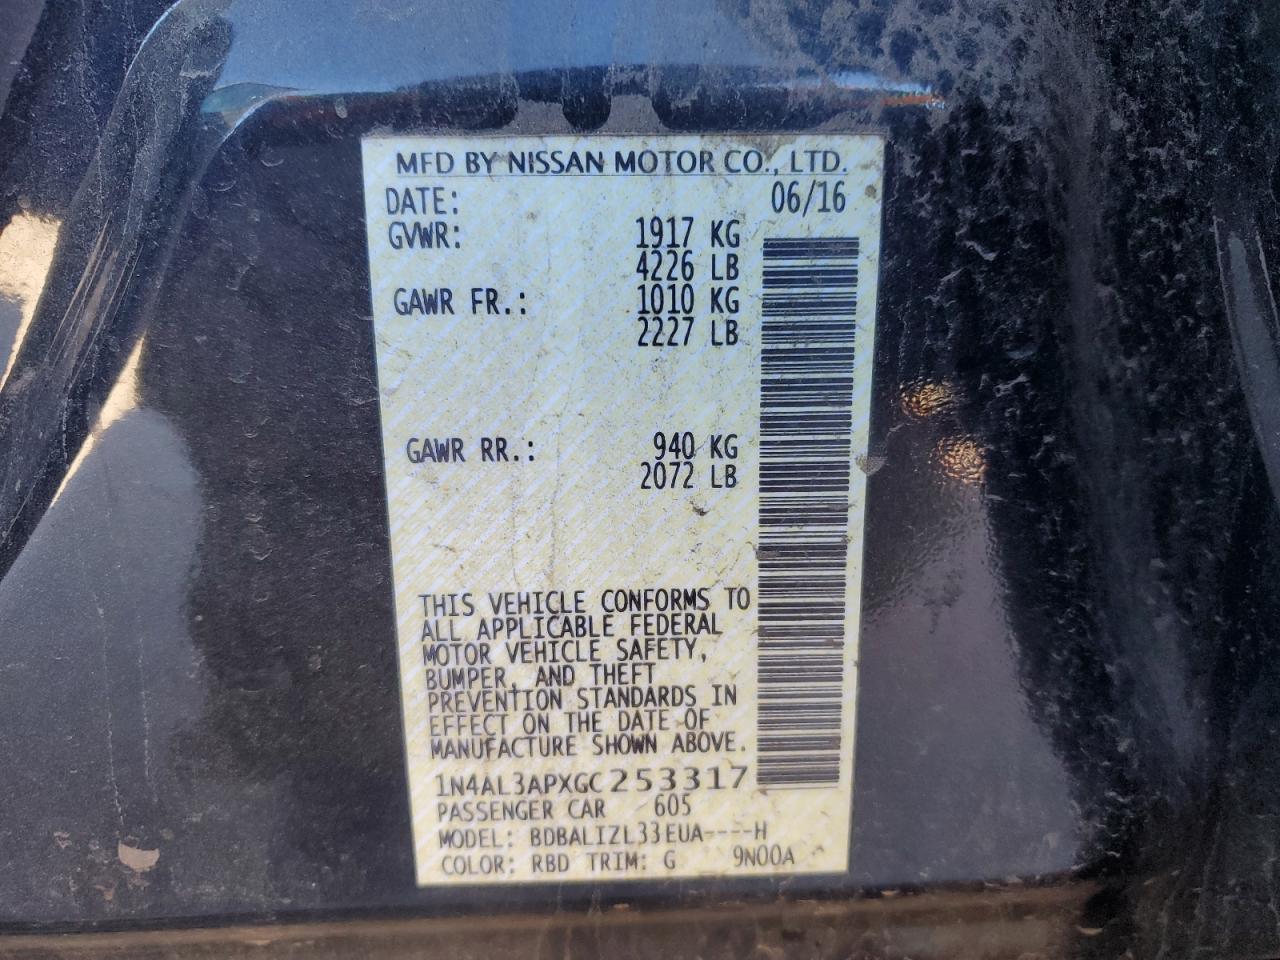 MFD BY NISSAN MOTOR CO., LTD.
DATE: 06/16
GVWR: 1917 KG
4226 LB
GAWR FR.: 1010 KG
2227 LB
GAWR RR.: 940 KG
2072 LB
THIS VEHICLE CONFORMS TO
ALL APPLICABLE FEDERAL
MOTOR VEHICLE SAFETY,
BUMPER, AND THEFT
PREVENTION STANDARDS IN
EFFECT ON THE DATE OF
MANUFACTURE SHOWN ABOVE.
1N4AL3APXGC253317
PASSENGER CAR 605
MODEL: BDBALIZL33EUA----H
COLOR: RBD TRIM: G 9N00A